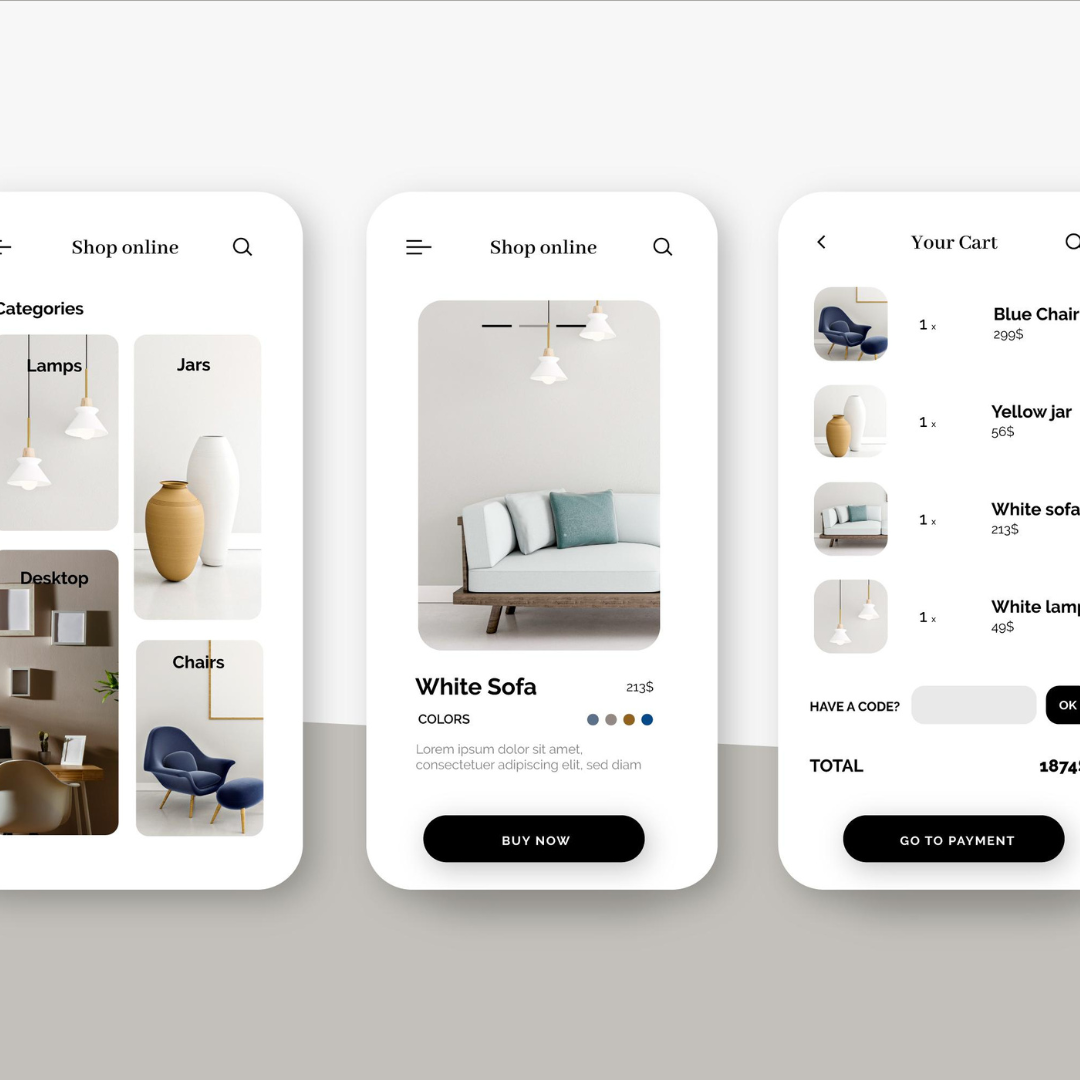 Shop online
Categories
Lamps
Jars
Desktop
Chairs
Shop online
White Sofa
213$
COLORS
Lorem ipsum dolor sit amet,
consectetuer adipiscing elit, sed diam
BUY NOW
Your Cart
1 x
Blue Chair
299$
1 x
Yellow jar
56$
1 x
White sofa
213$
1 x
White lamp
49$
HAVE A CODE?
OK
TOTAL
1874$
GO TO PAYMENT